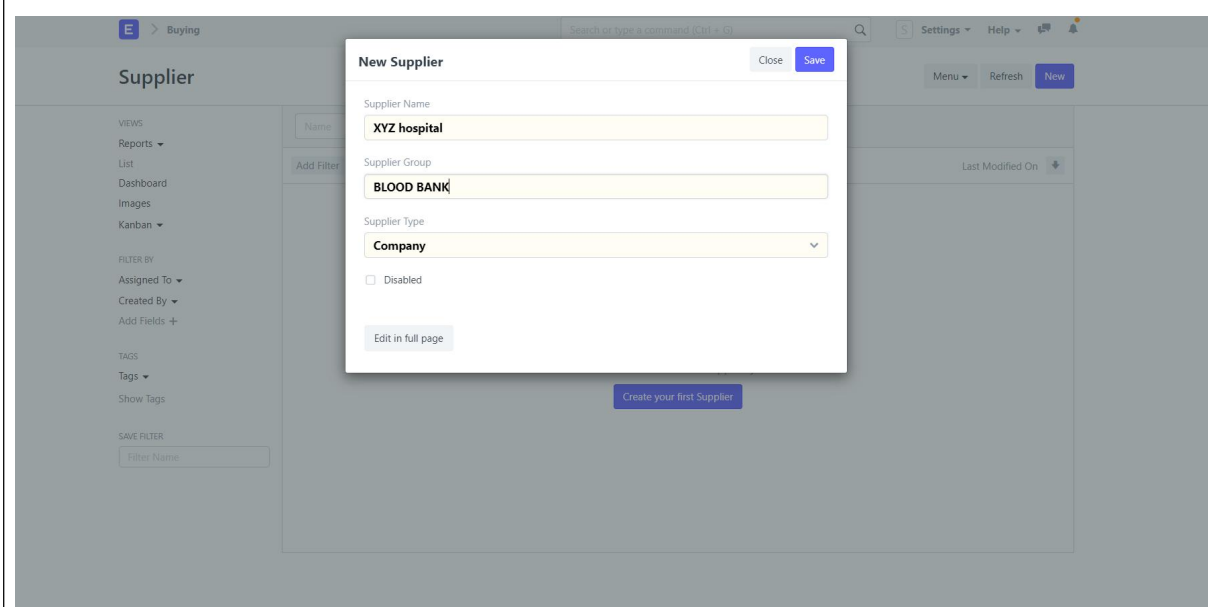 E > Buying
Search or type a command (Ctrl + G)
S Settings Help
Supplier
Menu Refresh New
New Supplier
Close Save
Supplier Name
XYZ hospital
Supplier Group
BLOOD BANK
Supplier Type
Company
Disabled
Edit in full page
VIEWS
Reports
List
Dashboard
Images
Kanban
FILTER BY
Assigned To
Created By
Add Fields +
TAGS
Tags
Show Tags
SAVE FILTER
Filter Name
Name
Add Filter
Last Modified On
Create your first Supplier